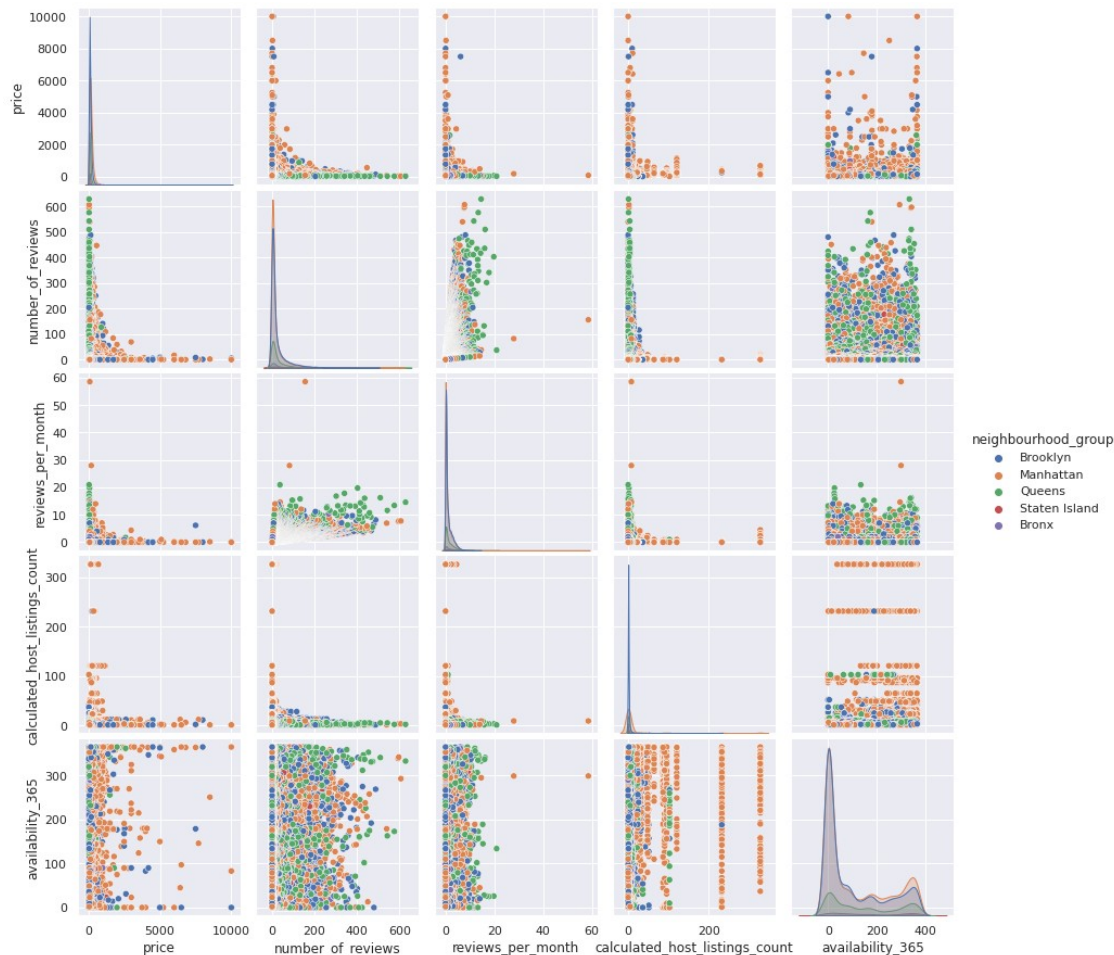 10000
8000
6000
4000
2000
0
price
600
500
400
300
200
100
0
number_of_reviews
60
50
40
30
20
10
0
reviews_per_month
neighbourhood_group
Brooklyn
Manhattan
Queens
Staten Island
Bronx
300
200
100
0
calculated_host_listings_count
300
200
100
0
availability_365
0 5000 10000
price
0 200 400 600
number_of_reviews
0 20 40 60
reviews_per_month
0 200
calculated_host_listings_count
0 200 400
availability_365